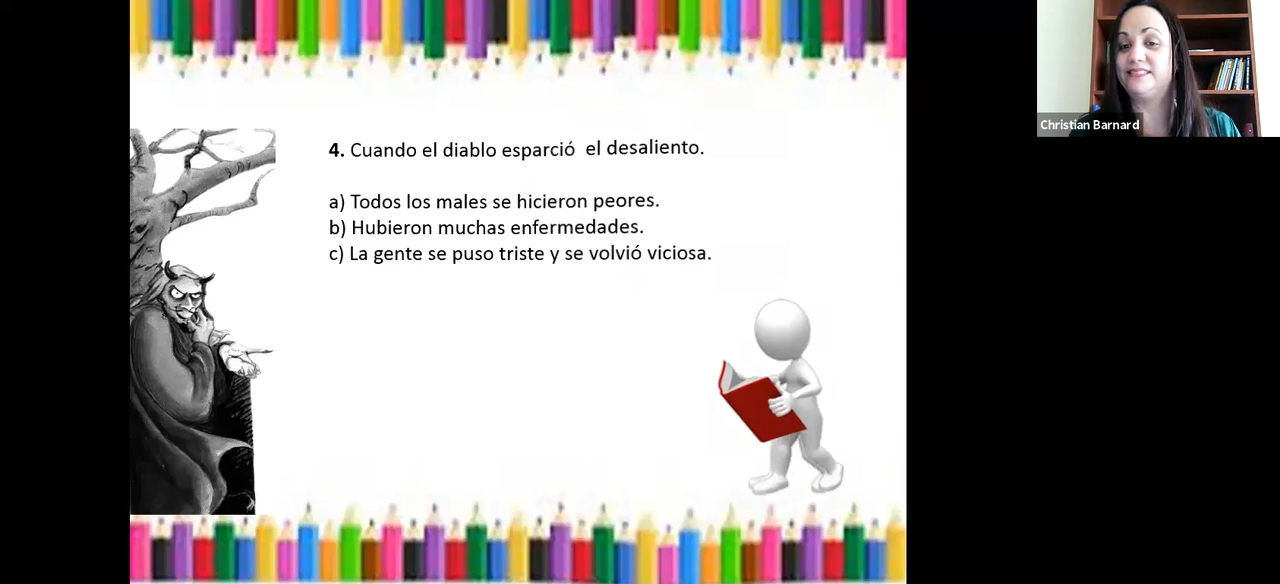 4. Cuando el diablo esparció el desaliento.
a) Todos los males se hicieron peores.
b) Hubieron muchas enfermedades.
c) La gente se puso triste y se volvió viciosa.
Christian Barnard